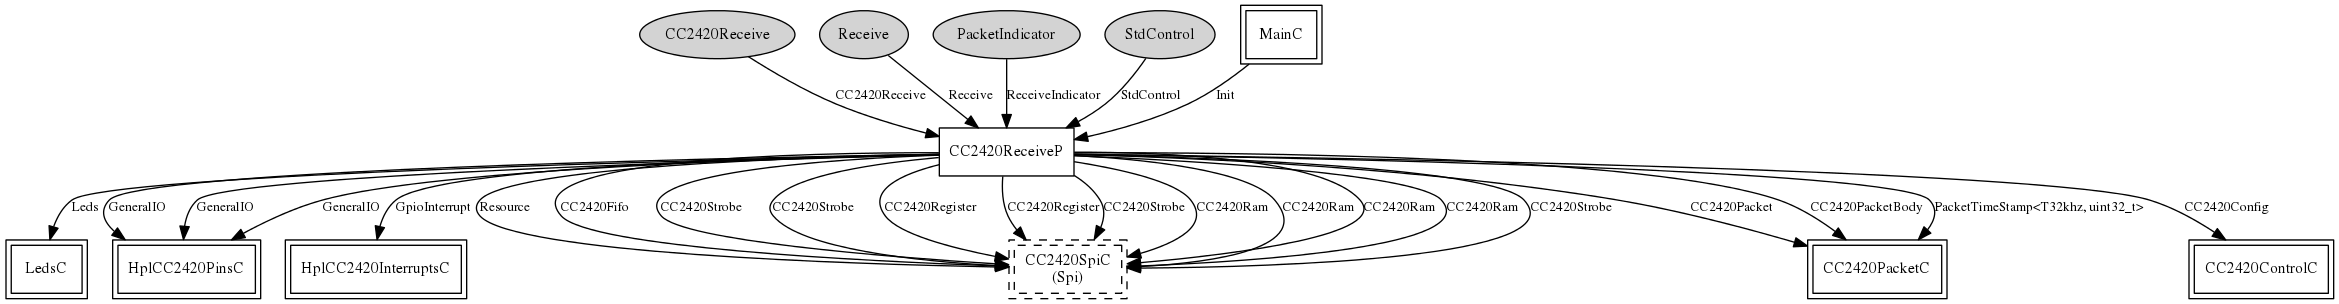 CC2420Receive
Receive
PacketIndicator
StdControl
MainC
CC2420Receive
Receive
ReceiveIndicator
StdControl
Init
CC2420ReceiveP
Leds
GeneralIO
GeneralIO
GeneralIO
GpioInterrupt
Resource
CC2420Fifo
CC2420Strobe
CC2420Strobe
CC2420Register
CC2420Register
CC2420Strobe
CC2420Ram
CC2420Ram
CC2420Ram
CC2420Ram
CC2420Strobe
CC2420Packet
CC2420PacketBody
PacketTimeStamp<T32khz, uint32_t>
CC2420Config
LedsC
HplCC2420PinsC
HplCC2420InterruptsC
CC2420SpiC
(Spi)
CC2420PacketC
CC2420ControlC